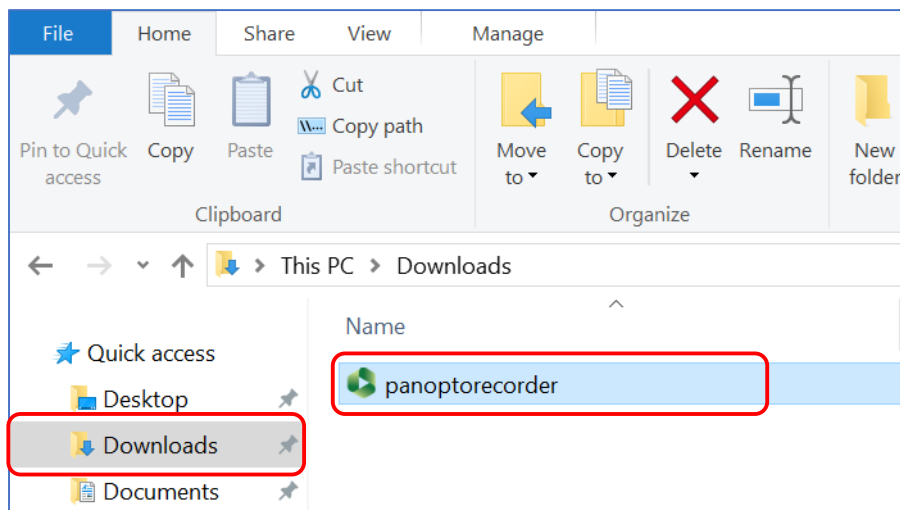 File Home Share View Manage
Cut
Copy path
Paste shortcut
Pin to Quick access
Copy
Paste
Move to
Copy to
Delete
Rename
New folder
Clipboard
Organize
This PC > Downloads
Name
Quick access
panoptorecorder
Desktop
Downloads
Documents